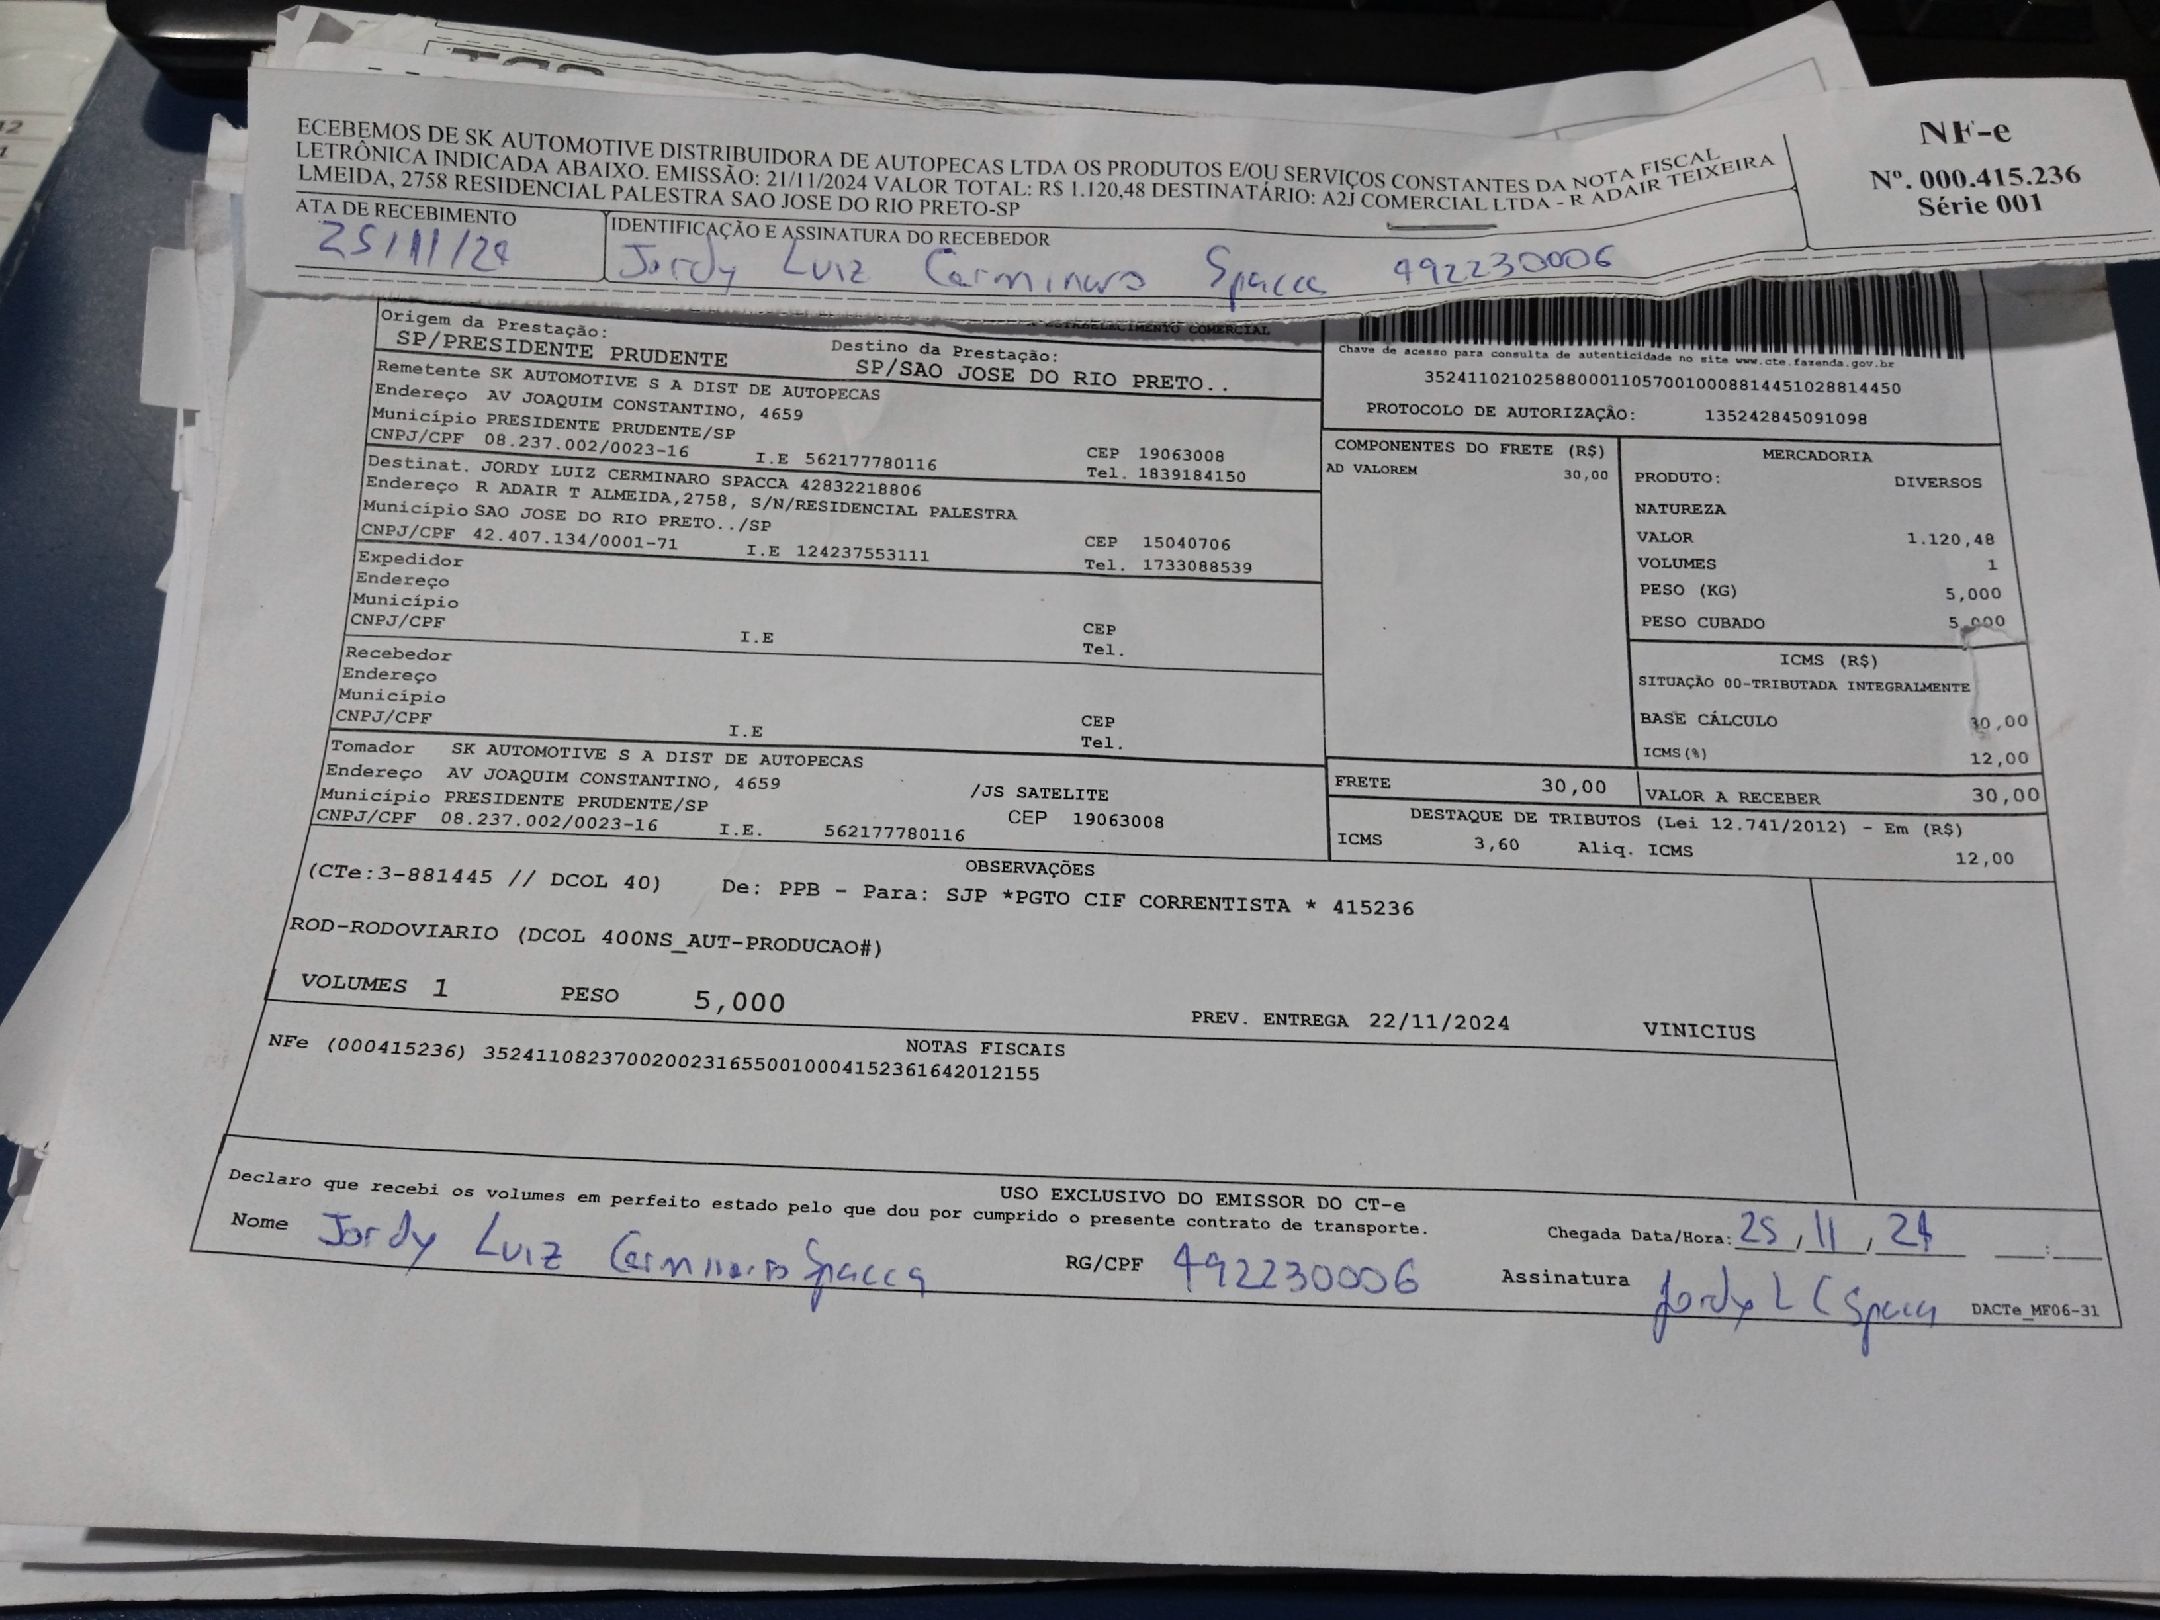 ECEBEMOS DE SK AUTOMOTIVE DISTRIBUIDORA DE AUTOPECAS LTDA OS PRODUTOS E/OU SERVIÇOS CONSTANTES DA NOTA FISCAL
LETRÔNICA INDICADA ABAIXO. EMISSÃO: 21/11/2024 VALOR TOTAL: R$ 1.120,48 DESTINATÁRIO: A2J COMERCIAL LTDA - R ADAIR TEIXEIRA
LMEIDA, 2758 RESIDENCIAL PALESTRA SAO JOSE DO RIO PRETO-SP
NF-e
Nº. 000.415.236
Série 001
ATA DE RECEBIMENTO
25/11/24
IDENTIFICAÇÃO E ASSINATURA DO RECEBEDOR
Jordy Luiz Cerminaro Spacca 492230006
ESTABELECIMENTO COMERCIAL
Origem da Prestação:
SP/PRESIDENTE PRUDENTE
Destino da Prestação:
SP/SAO JOSE DO RIO PRETO..
Remetente SK AUTOMOTIVE S A DIST DE AUTOPECAS
Endereço AV JOAQUIM CONSTANTINO, 4659
Município PRESIDENTE PRUDENTE/SP CEP 19063008
CNPJ/CPF 08.237.002/0023-16 I.E 562177780116 Tel. 1839184150
Destinat. JORDY LUIZ CERMINARO SPACCA 42832218806
Endereço R ADAIR T ALMEIDA,2758, S/N/RESIDENCIAL PALESTRA
Município SAO JOSE DO RIO PRETO../SP CEP 15040706
CNPJ/CPF 42.407.134/0001-71 I.E 124237553111 Tel. 1733088539
Expedidor
Endereço
Município CEP
CNPJ/CPF I.E Tel.
Recebedor
Endereço
Município CEP
CNPJ/CPF I.E Tel.
Tomador SK AUTOMOTIVE S A DIST DE AUTOPECAS
Endereço AV JOAQUIM CONSTANTINO, 4659 /JS SATELITE
Município PRESIDENTE PRUDENTE/SP CEP 19063008
CNPJ/CPF 08.237.002/0023-16 I.E. 562177780116
Chave de acesso para consulta de autenticidade no site www.cte.fazenda.gov.br
35241102102588000110570010008814451028814450
PROTOCOLO DE AUTORIZAÇÃO: 135242845091098
COMPONENTES DO FRETE (R$)
AD VALOREM 30,00
MERCADORIA
PRODUTO: DIVERSOS
NATUREZA
VALOR 1.120,48
VOLUMES 1
PESO (KG) 5,000
PESO CUBADO 5,000
ICMS (R$)
SITUAÇÃO 00-TRIBUTADA INTEGRALMENTE
BASE CÁLCULO 30,00
ICMS(%) 12,00
FRETE 30,00
VALOR A RECEBER 30,00
DESTAQUE DE TRIBUTOS (Lei 12.741/2012) - Em (R$)
ICMS 3,60 Aliq. ICMS 12,00
OBSERVAÇÕES
(CTe:3-881445 // DCOL 40) De: PPB - Para: SJP *PGTO CIF CORRENTISTA * 415236
ROD-RODOVIARIO (DCOL 400NS_AUT-PRODUCAO#)
VOLUMES 1 PESO 5,000 PREV. ENTREGA 22/11/2024 VINICIUS
NOTAS FISCAIS
NFe (000415236) 35241108237002002316550010004152361642012155
USO EXCLUSIVO DO EMISSOR DO CT-e
Declaro que recebi os volumes em perfeito estado pelo que dou por cumprido o presente contrato de transporte.
Chegada Data/Hora: 25/11/24 __:__
Nome Jordy Luiz Cerminaro Spacca RG/CPF 492230006 Assinatura Jordy L C Spacca
DACTe_MF06-31